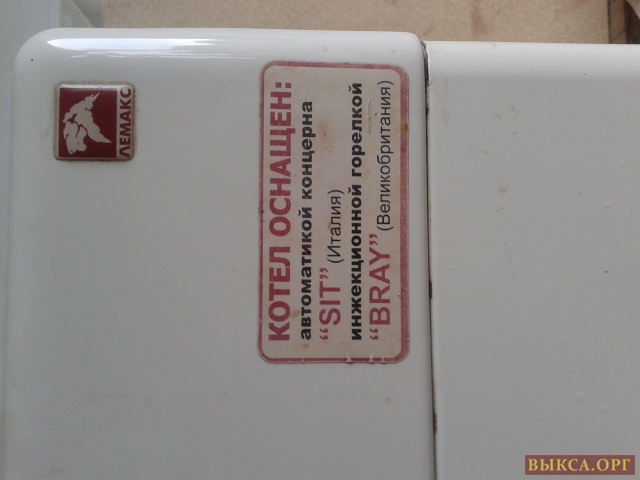 ЛЕМАКС
КОТЕЛ ОСНАЩЕН:
автоматикой концерна
“SIT” (Италия)
инжекционной горелкой
“BRAY” (Великобритания)
ВЫКСА.ОРГ